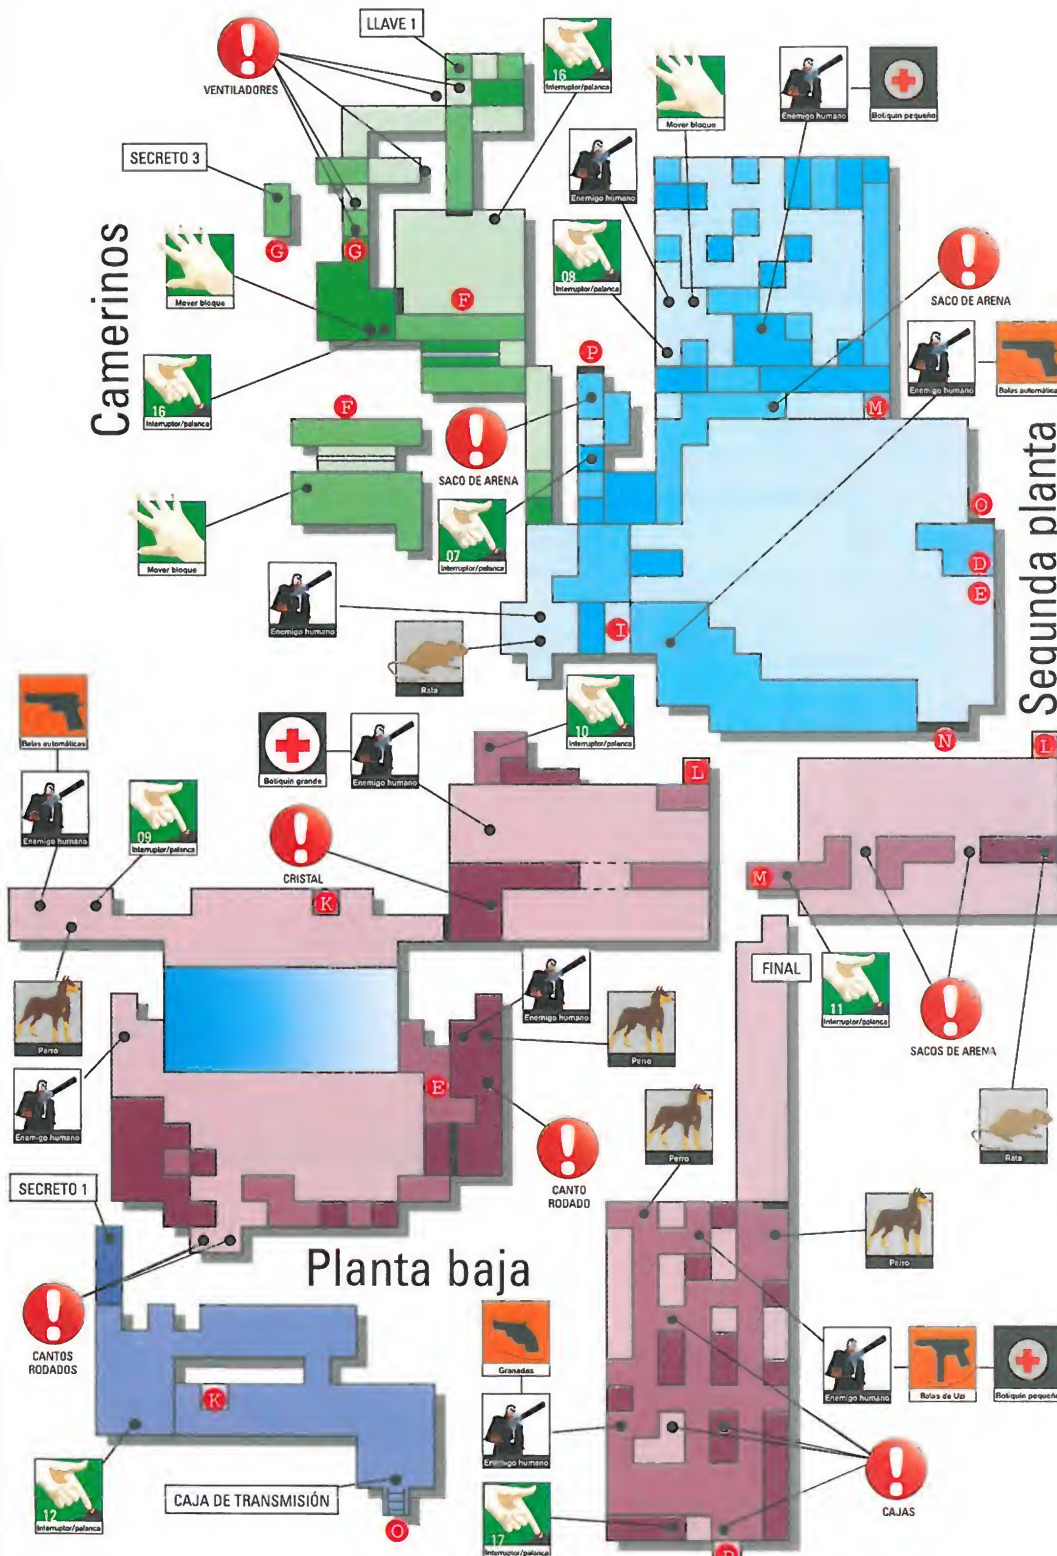 LLAVE 1
VENTILADORES
16
Interruptor/palanca
Mover bloque
Enemigo humano
Botiquín pequeño
SECRETO 3
Enemigo humano
G
G
Mover bloque
08
Interruptor/palanca
SACO DE ARENA
F
Camerinos
16
Interruptor/palanca
P
Enemigo humano
Balas automáticas
F
M
SACO DE ARENA
Segunda planta
Mover bloque
07
Interruptor/palanca
O
D
E
Enemigo humano
I
Rata
Balas automáticas
10
Interruptor/palanca
N
L
Botiquín grande
Enemigo humano
L
Enemigo humano
09
Interruptor/palanca
CRISTAL
K
M
FINAL
11
Interruptor/palanca
SACOS DE ARENA
Perro
Enemigo humano
Perro
E
Enemigo humano
Perro
Rata
CANTO
RODADO
SECRETO 1
Perro
Planta baja
CANTOS
RODADOS
Granadas
Enemigo humano
Balas de Uzi
Botiquín pequeño
K
Enemigo humano
CAJAS
12
Interruptor/palanca
CAJA DE TRANSMISIÓN
O
17
Interruptor/palanca